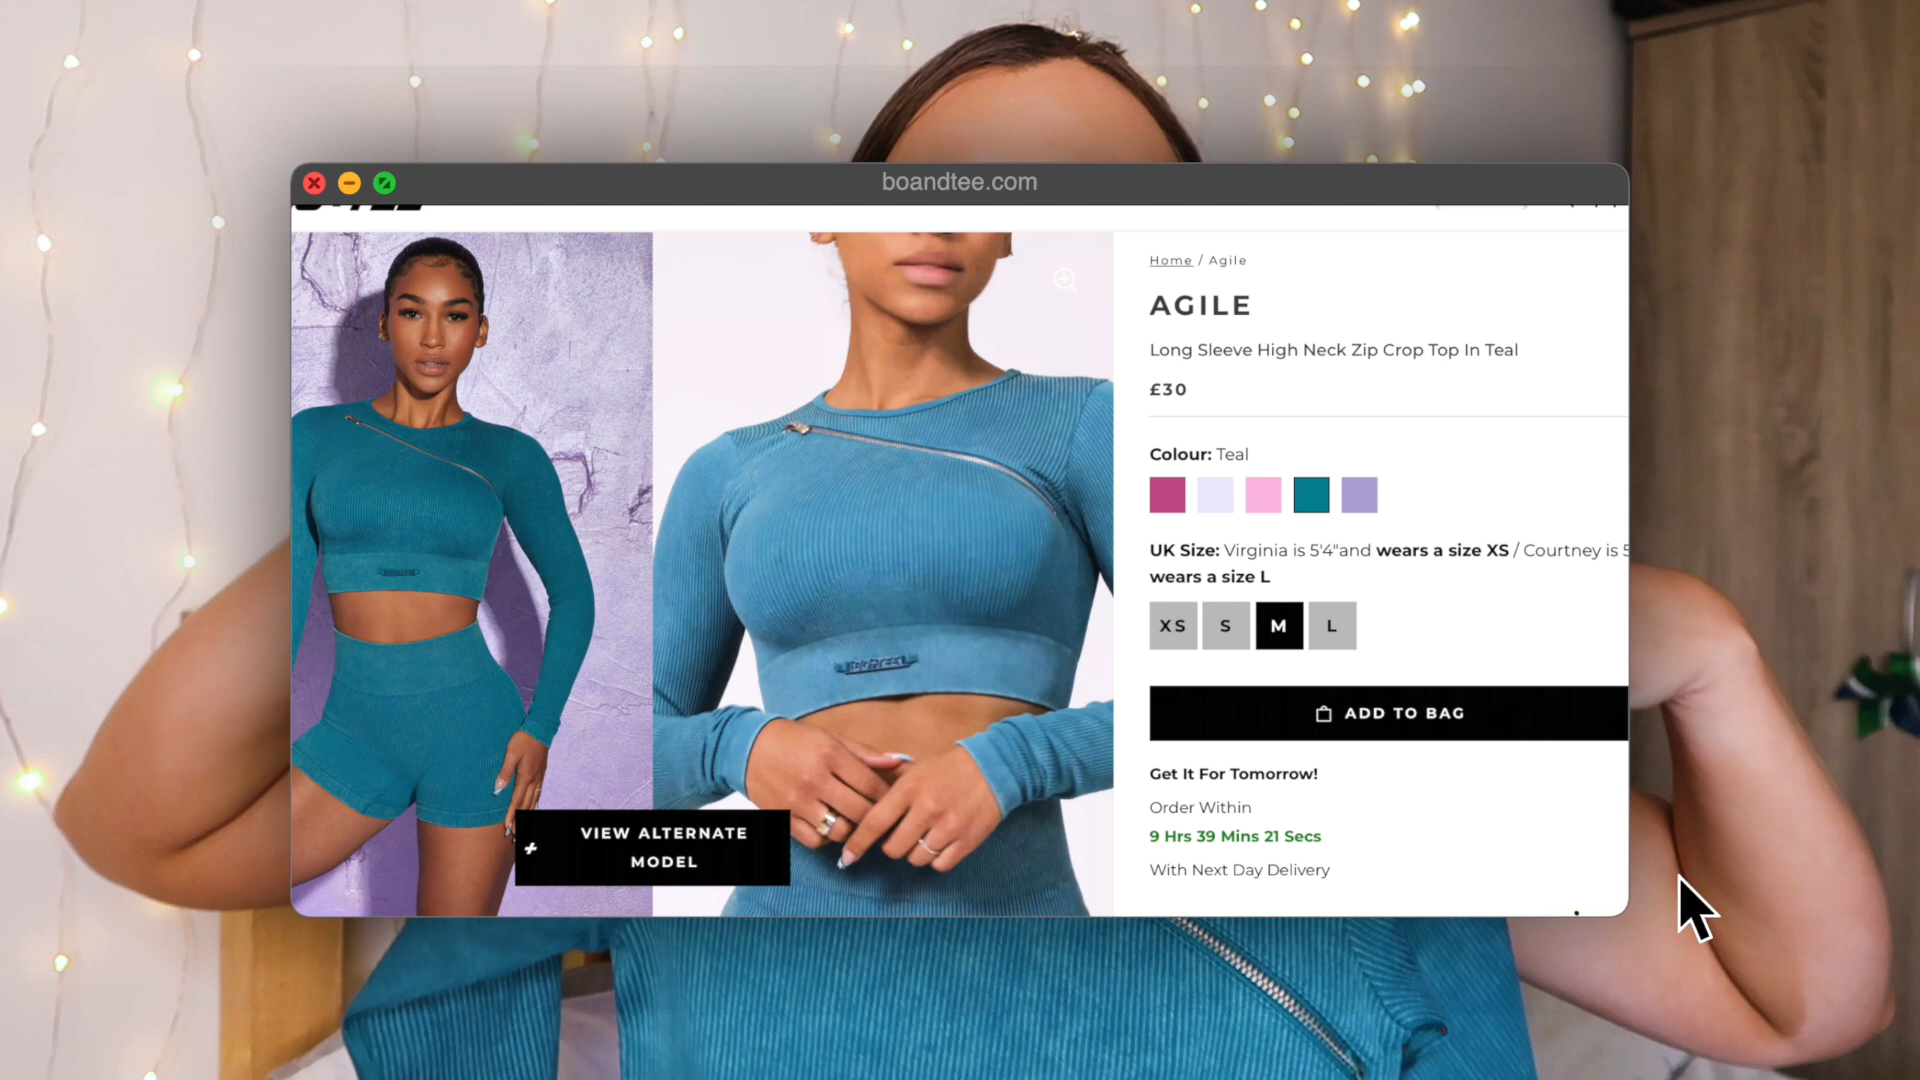 boandtee.com
Home / Agile
AGILE
Long Sleeve High Neck Zip Crop Top In Teal
£30
Colour: Teal
UK Size: Virginia is 5'4"and wears a size XS / Courtney is
wears a size L
XS S M L
ADD TO BAG
Get It For Tomorrow!
Order Within
9 Hrs 39 Mins 21 Secs
With Next Day Delivery
+ VIEW ALTERNATE
MODEL